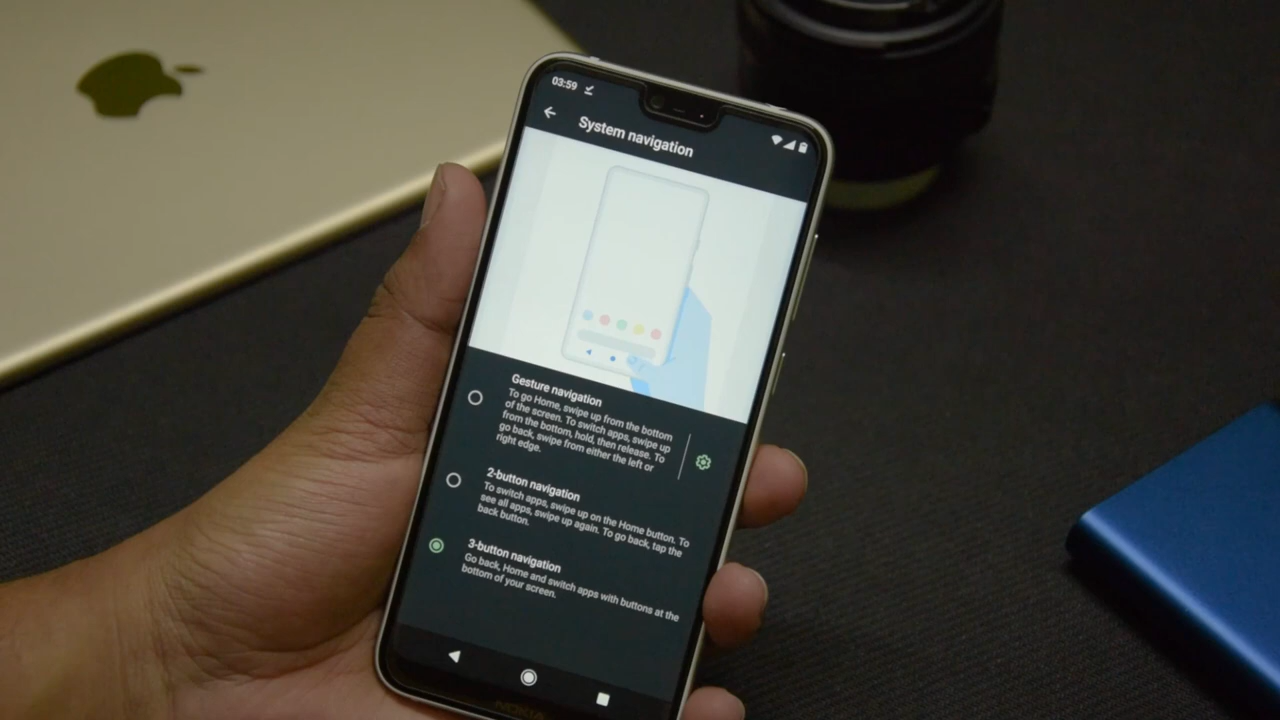 03:59
System navigation
Gesture navigation
To go Home, swipe up from the bottom
of the screen. To switch apps, swipe up
from the bottom, hold, then release. To
go back, swipe from either the left or
right edge.
2-button navigation
To switch apps, swipe up on the Home button. To
see all apps, swipe up again. To go back, tap the
back button.
3-button navigation
Go back, Home and switch apps with buttons at the
bottom of your screen.
NOKIA